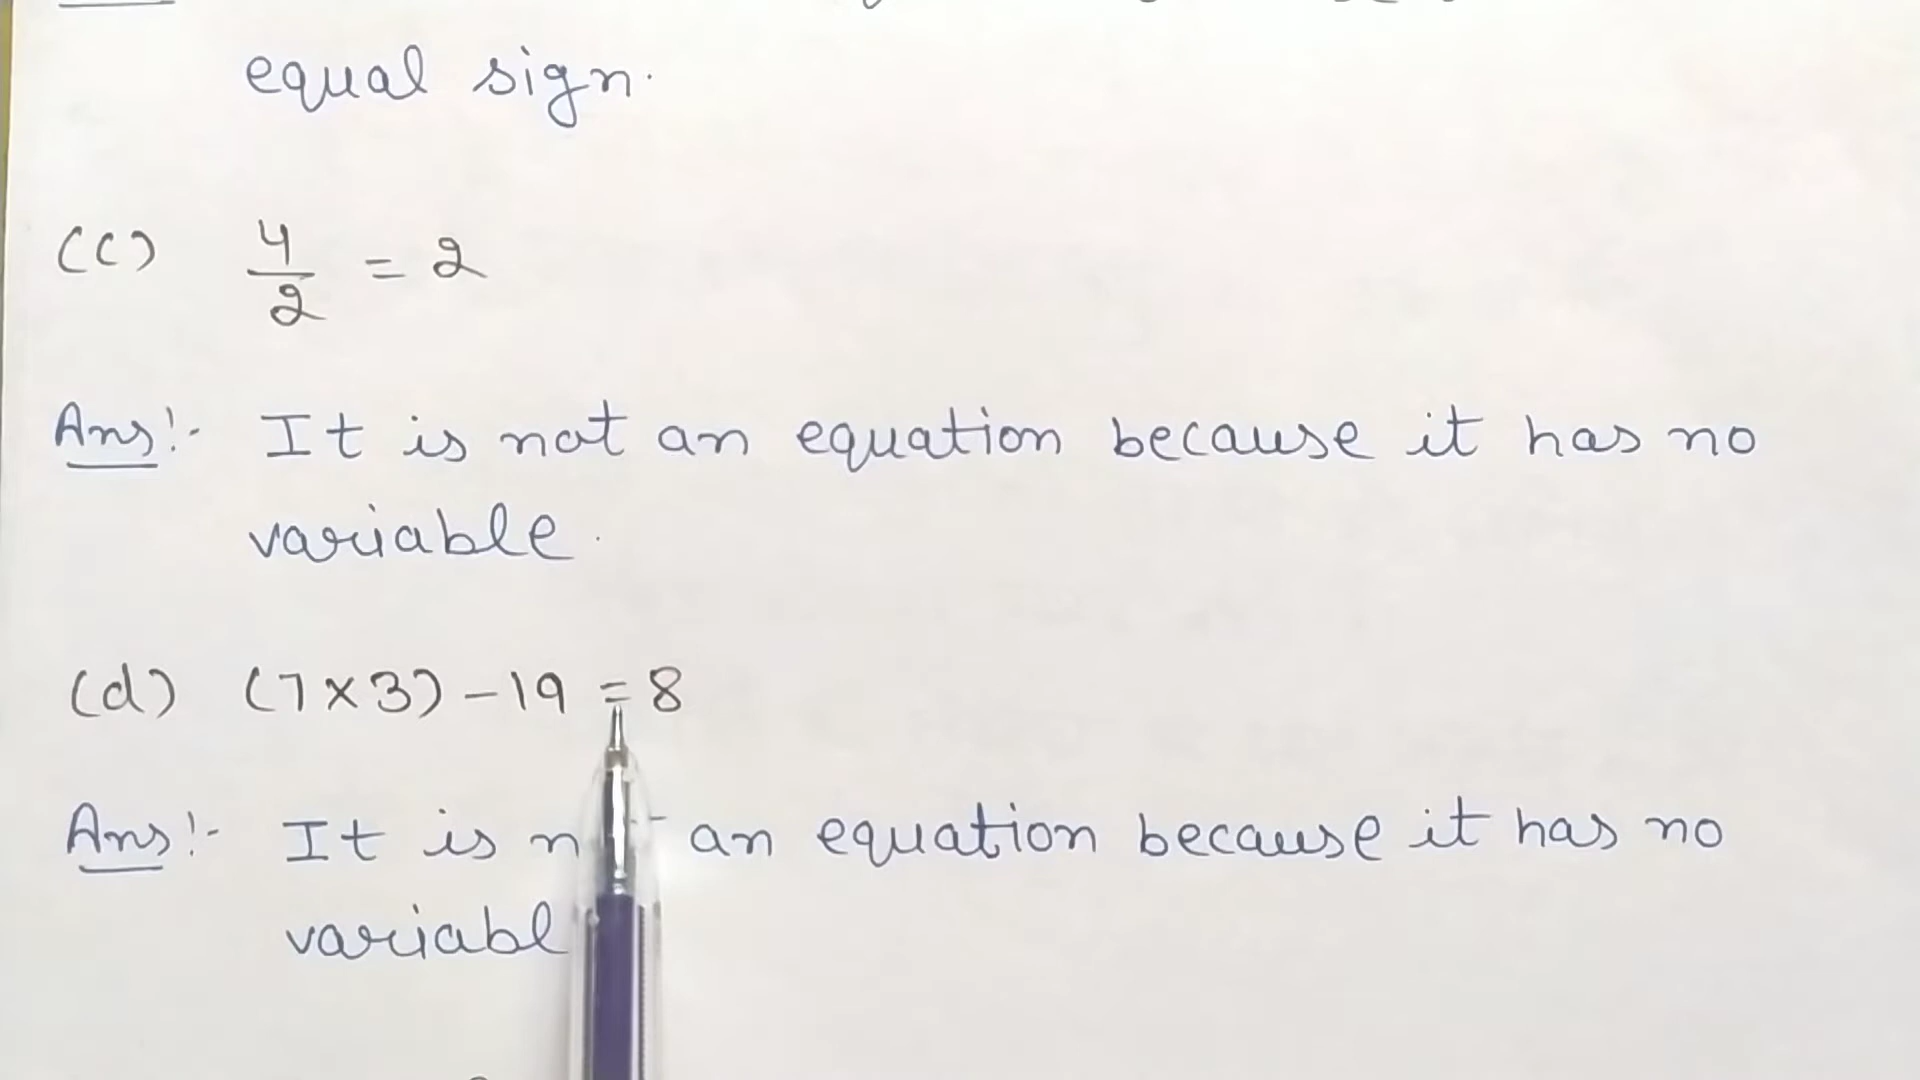 equal sign.
(c) 4/2 = 2
Ans:- It is not an equation because it has no
variable.
(d) (7×3) – 19 = 8
Ans:- It is an equation because it has no